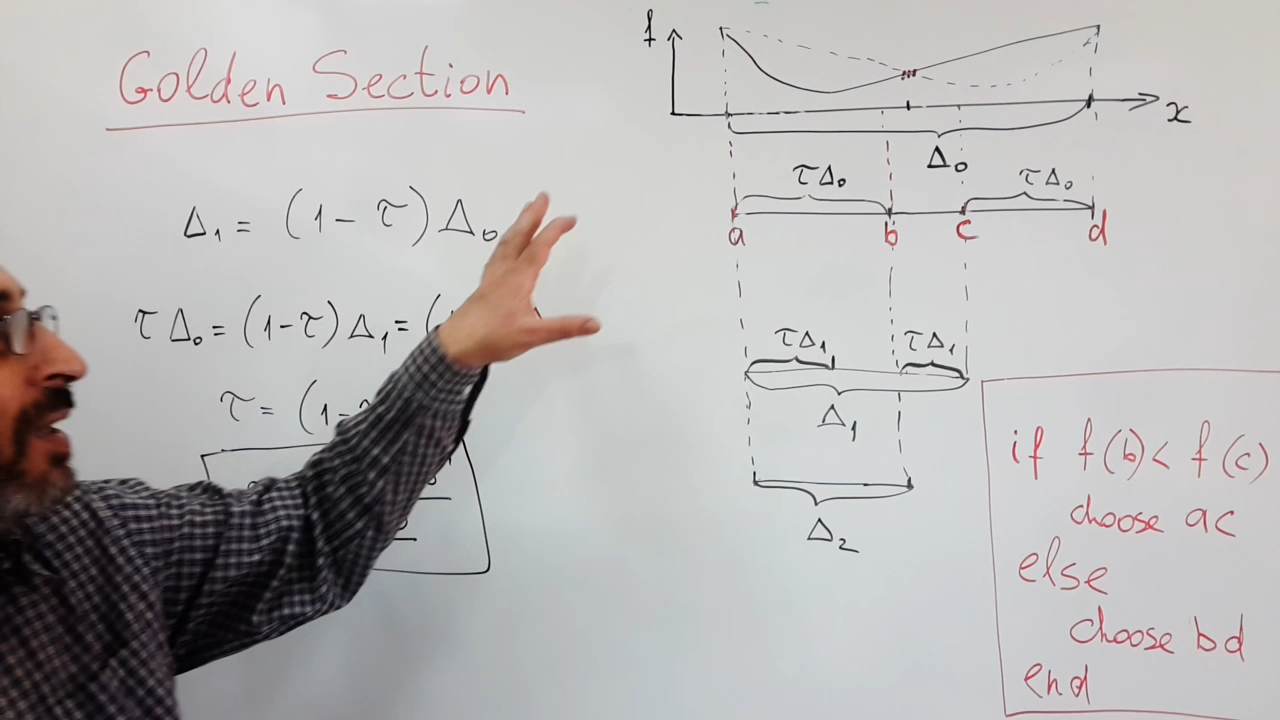 Golden Section
Δ₁ = (1 - τ) Δ₀
τ Δ₀ = (1-τ) Δ₁ = (
τ = (1-
f
x
Δ₀
τΔ₀ τΔ₀
a b c d
τΔ₁ τΔ₁
Δ₁
Δ₂
if f(b) < f(c)
choose ac
else
choose bd
end